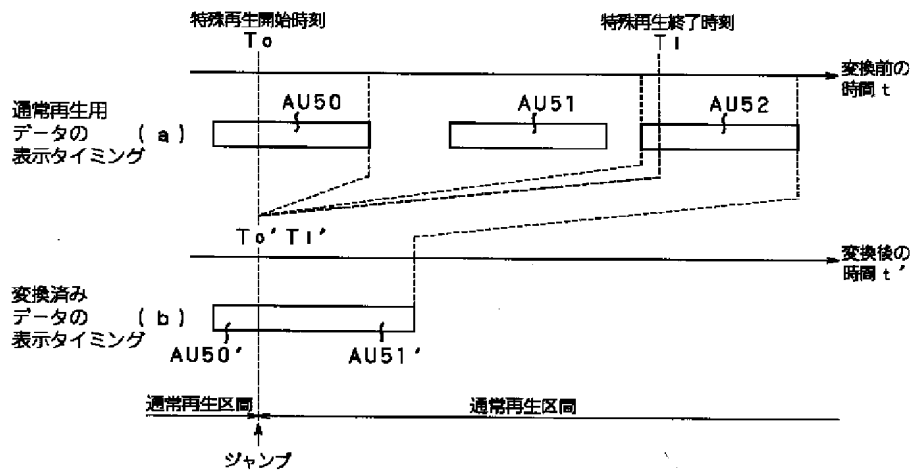 特殊再生開始時刻
T0
特殊再生終了時刻
T1
変換前の
時間 t
通常再生用
データの (a)
表示タイミング
AU50
AU51
AU52
T0' T1'
変換後の
時間 t'
変換済み
データの (b)
表示タイミング
AU50'
AU51'
通常再生区間
通常再生区間
ジャンプ